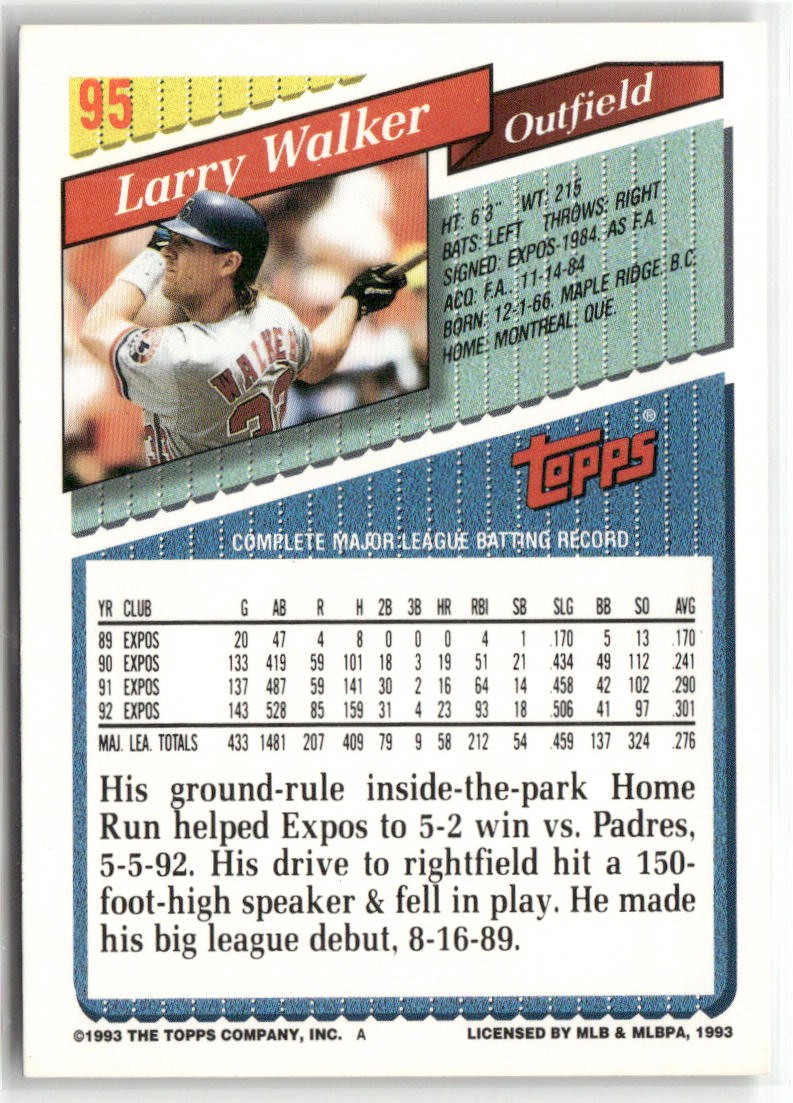 95
Larry Walker
Outfield
HT: 6'3" WT: 215
BATS: LEFT THROWS: RIGHT
SIGNED: EXPOS-1984, AS F.A.
ACQ: F.A., 11-14-84
BORN: 12-1-66, MAPLE RIDGE, B.C.
HOME: MONTREAL, QUE.
WALKER
33
TOPPS®
COMPLETE MAJOR LEAGUE BATTING RECORD
YR CLUB G AB R H 2B 3B HR RBI SB SLG BB SO AVG
89 EXPOS 20 47 4 8 0 0 0 4 1 .170 5 13 .170
90 EXPOS 133 419 59 101 18 3 19 51 21 .434 49 112 .241
91 EXPOS 137 487 59 141 30 2 16 64 14 .458 42 102 .290
92 EXPOS 143 528 85 159 31 4 23 93 18 .506 41 97 .301
MAJ. LEA. TOTALS 433 1481 207 409 79 9 58 212 54 .459 137 324 .276
His ground-rule inside-the-park Home
Run helped Expos to 5-2 win vs. Padres,
5-5-92. His drive to rightfield hit a 150-
foot-high speaker & fell in play. He made
his big league debut, 8-16-89.
©1993 THE TOPPS COMPANY, INC. A
LICENSED BY MLB & MLBPA, 1993